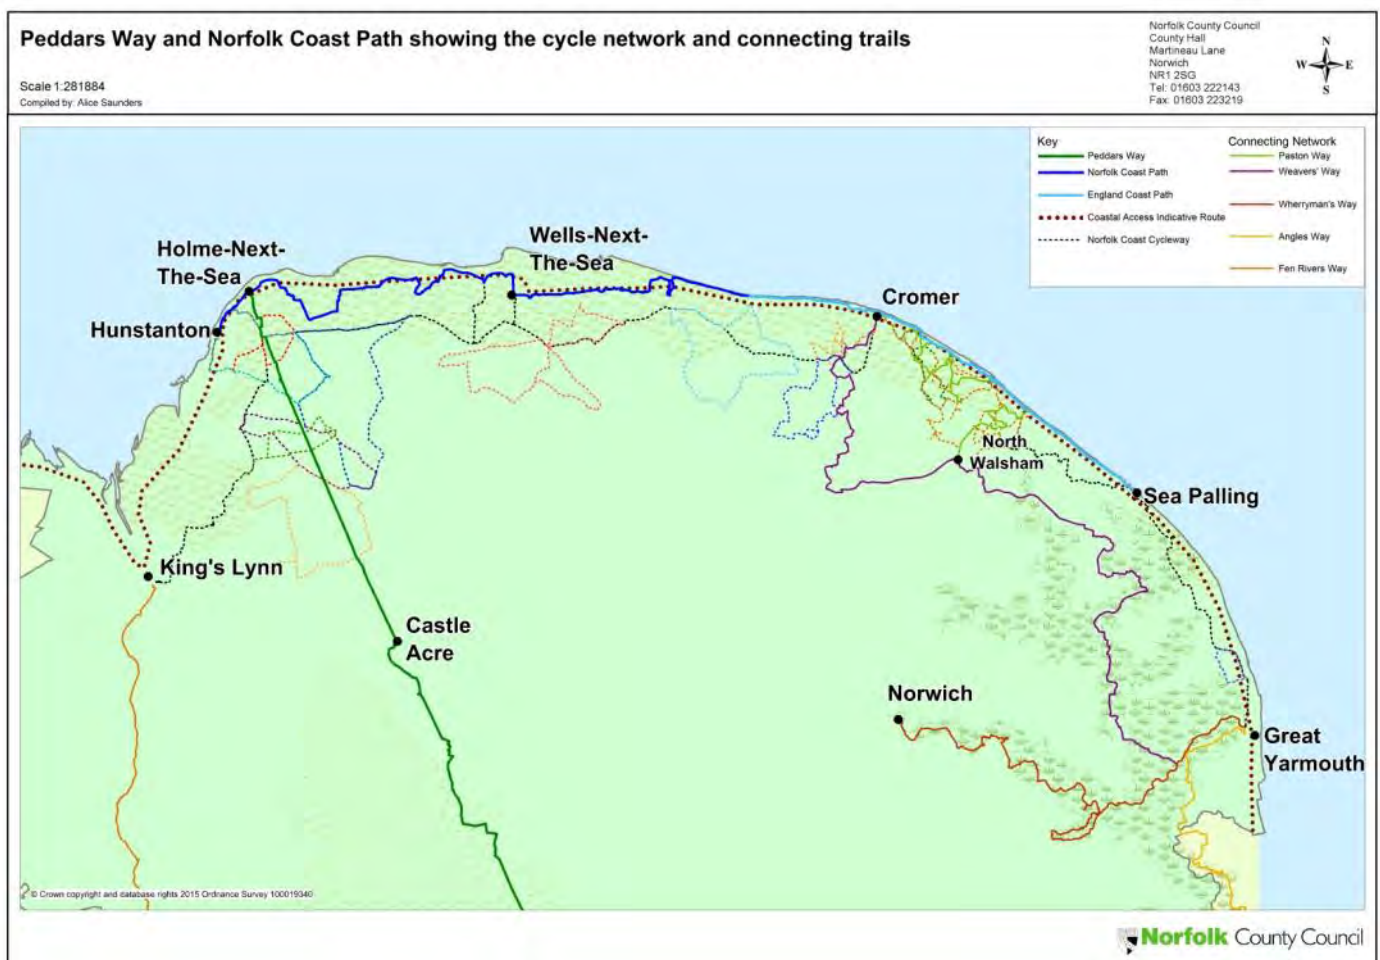 Peddars Way and Norfolk Coast Path showing the cycle network and connecting trails
Scale 1:281884
Compiled by: Alice Saunders
Norfolk County Council
County Hall
Martineau Lane
Norwich
NR1 2SG
Tel: 01603 222143
Fax: 01603 223219
N
W E
S
Key
Peddars Way
Norfolk Coast Path
England Coast Path
Coastal Access Indicative Route
Norfolk Coast Cycleway
Connecting Network
Paston Way
Weavers' Way
Wherryman's Way
Angles Way
Fen Rivers Way
Holme-Next-
The-Sea
Wells-Next-
The-Sea
Hunstanton
Cromer
North
Walsham
Sea Palling
King's Lynn
Castle
Acre
Norwich
Great
Yarmouth
© Crown copyright and database rights 2015 Ordnance Survey 100019340
Norfolk County Council